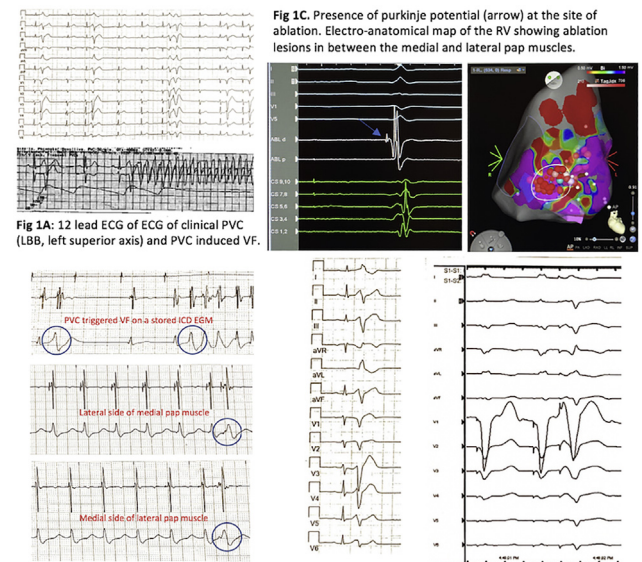 Fig 1C. Presence of purkinje potential (arrow) at the site of
ablation. Electro-anatomical map of the RV showing ablation
lesions in between the medial and lateral pap muscles.
II
III
V1
V5
ABL d
ABL p
CS 9,10
CS 7,8
CS 5,6
CS 3,4
CS 1,2
Fig 1A: 12 lead ECG of ECG of clinical PVC
(LBB, left superior axis) and PVC induced VF.
PVC triggered VF on a stored ICD EGM
Lateral side of medial pap muscle
Medial side of lateral pap muscle
I
II
III
aVR
aVL
aVF
V1
V2
V3
V4
V5
V6
S1-S1
S1-S2
II
III
aVR
aVL
aVF
V1
V2
V3
V4
V5
V6